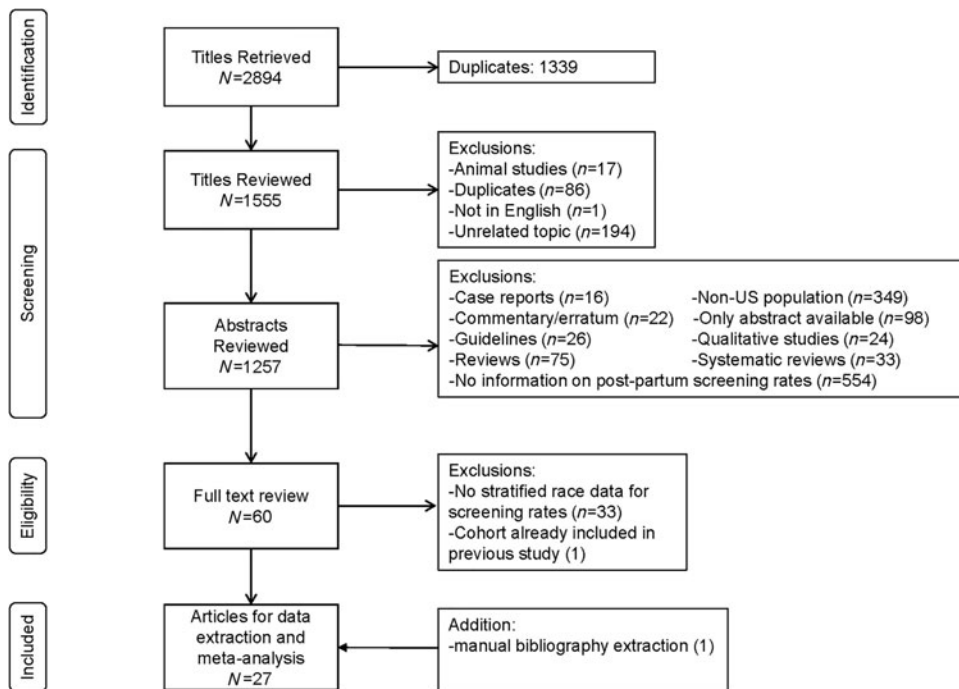 Identification
Titles Retrieved
N=2894
Duplicates: 1339
Screening
Titles Reviewed
N=1555
Exclusions:
-Animal studies (n=17)
-Duplicates (n=86)
-Not in English (n=1)
-Unrelated topic (n=194)
Abstracts
Reviewed
N=1257
Exclusions:
-Case reports (n=16) -Non-US population (n=349)
-Commentary/erratum (n=22) -Only abstract available (n=98)
-Guidelines (n=26) -Qualitative studies (n=24)
-Reviews (n=75) -Systematic reviews (n=33)
-No information on post-partum screening rates (n=554)
Eligibility
Full text review
N=60
Exclusions:
-No stratified race data for
screening rates (n=33)
-Cohort already included in
previous study (1)
Included
Articles for data
extraction and
meta-analysis
N=27
Addition:
-manual bibliography extraction (1)